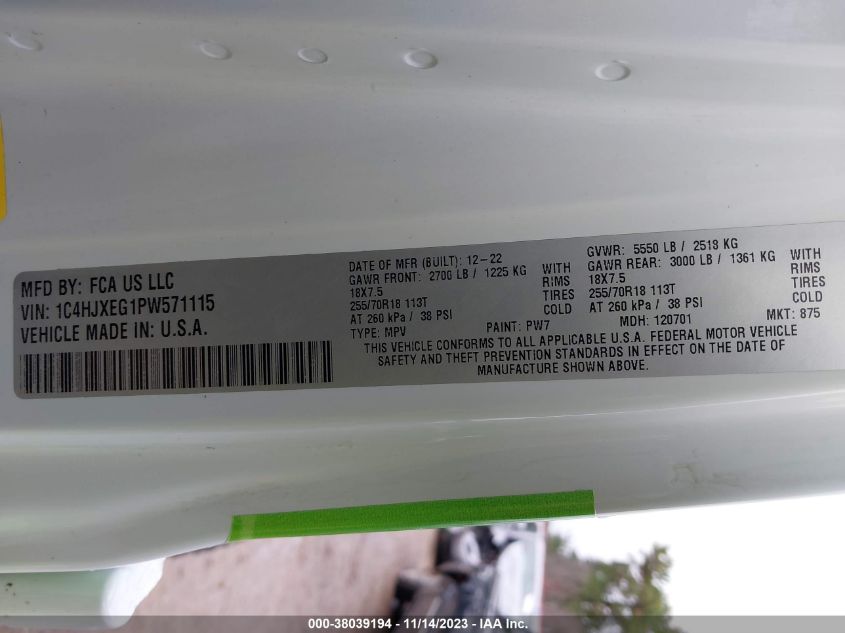 MFD BY: FCA US LLC
VIN: 1C4HJXEG1PW571115
VEHICLE MADE IN: U.S.A.
DATE OF MFR (BUILT): 12-22
GAWR FRONT: 2700 LB / 1225 KG WITH
18X7.5 RIMS
255/70R18 113T TIRES
AT 260 kPa / 38 PSI COLD
TYPE: MPV PAINT: PW7
GVWR: 5550 LB / 2518 KG
GAWR REAR: 3000 LB / 1361 KG WITH
18X7.5 RIMS
255/70R18 113T TIRES
AT 260 kPa / 38 PSI COLD
MDH: 120701 MKT: 875
THIS VEHICLE CONFORMS TO ALL APPLICABLE U.S.A. FEDERAL MOTOR VEHICLE
SAFETY AND THEFT PREVENTION STANDARDS IN EFFECT ON THE DATE OF
MANUFACTURE SHOWN ABOVE.
000-38039194 - 11/14/2023 - IAA Inc.